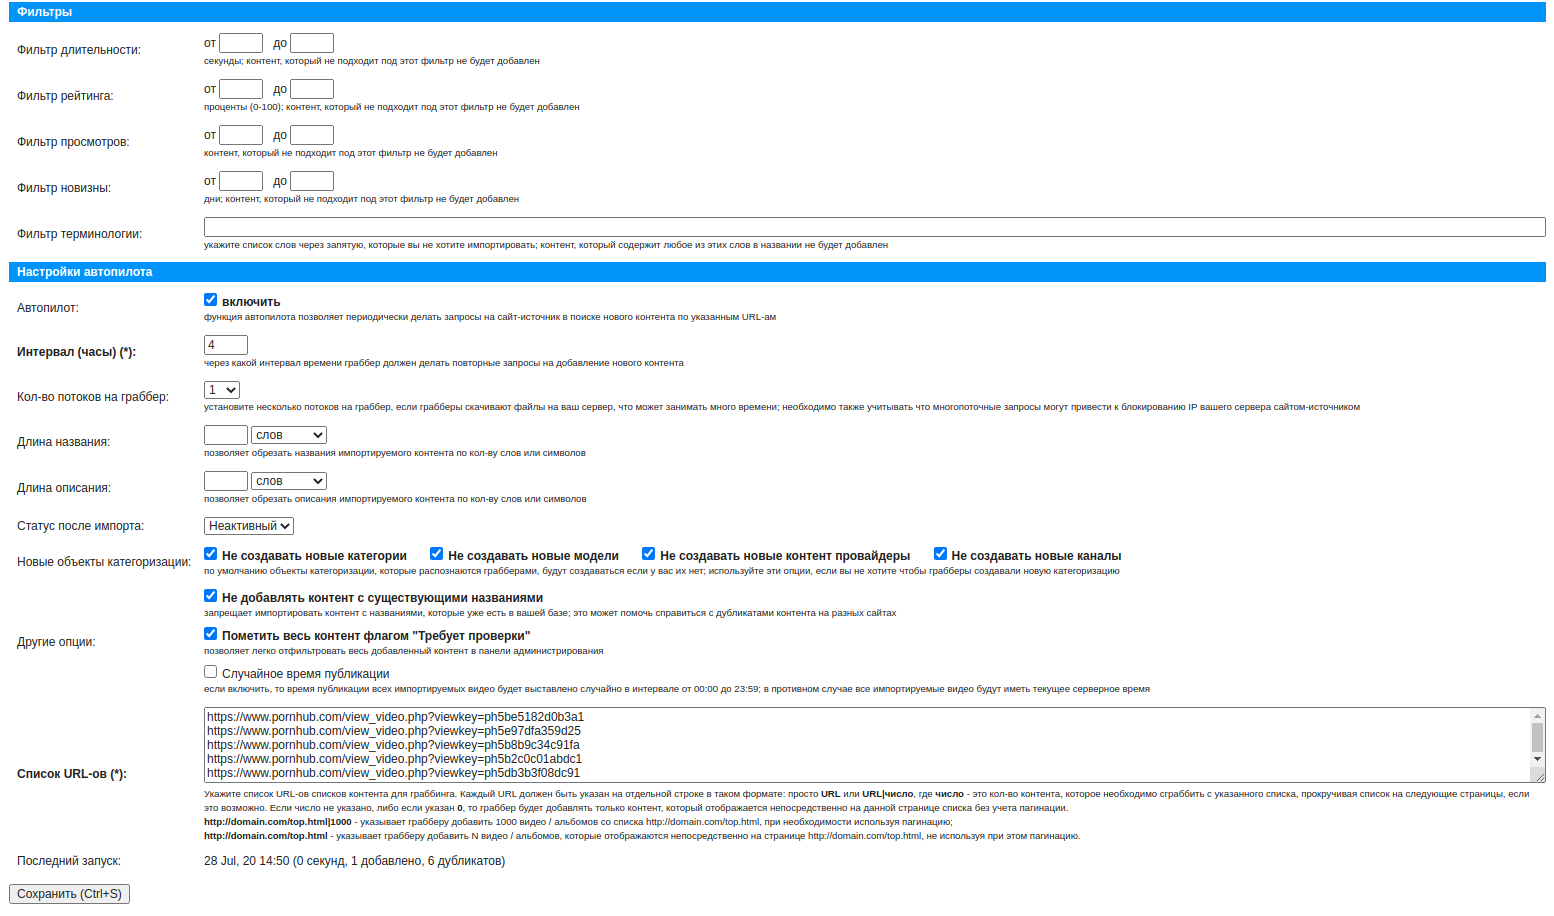 Фильтры
Фильтр длительности: от до
секунды; контент, который не подходит под этот фильтр не будет добавлен
Фильтр рейтинга: от до
проценты (0-100); контент, который не подходит под этот фильтр не будет добавлен
Фильтр просмотров: от до
контент, который не подходит под этот фильтр не будет добавлен
Фильтр новизны: от до
дни; контент, который не подходит под этот фильтр не будет добавлен
Фильтр терминологии:
укажите список слов через запятую, которые вы не хотите импортировать; контент, который содержит любое из этих слов в названии не будет добавлен
Настройки автопилота
Автопилот: включить
функция автопилота позволяет периодически делать запросы на сайт-источник в поиске нового контента по указанным URL-ам
Интервал (часы) (*): 4
через какой интервал времени граббер должен делать повторные запросы на добавление нового контента
Кол-во потоков на граббер: 1
установите несколько потоков на граббер, если грабберы скачивают файлы на ваш сервер, что может занимать много времени; необходимо также учитывать что многопоточные запросы могут привести к блокированию IP вашего сервера сайтом-источником
Длина названия: слов
позволяет обрезать названия импортируемого контента по кол-ву слов или символов
Длина описания: слов
позволяет обрезать описания импортируемого контента по кол-ву слов или символов
Статус после импорта: Неактивный
Новые объекты категоризации: Не создавать новые категории Не создавать новые модели Не создавать новые контент провайдеры Не создавать новые каналы
по умолчанию объекты категоризации, которые распознаются грабберами, будут создаваться если у вас их нет; используйте эти опции, если вы не хотите чтобы грабберы создавали новую категоризацию
Не добавлять контент с существующими названиями
запрещает импортировать контент с названиями, которые уже есть в вашей базе; это может помочь справиться с дубликатами контента на разных сайтах
Другие опции: Пометить весь контент флагом "Требует проверки"
позволяет легко отфильтровать весь добавленный контент в панели администрирования
Случайное время публикации
если включить, то время публикации всех импортируемых видео будет выставлено случайно в интервале от 00:00 до 23:59; в противном случае все импортируемые видео будут иметь текущее серверное время
https://www.pornhub.com/view_video.php?viewkey=ph5be5182d0b3a1
https://www.pornhub.com/view_video.php?viewkey=ph5e97dfa359d25
https://www.pornhub.com/view_video.php?viewkey=ph5b8b9c34c91fa
https://www.pornhub.com/view_video.php?viewkey=ph5b2c0c01abdc1
https://www.pornhub.com/view_video.php?viewkey=ph5db3b3f08dc91
Список URL-ов (*):
Укажите список URL-ов списков контента для граббинга. Каждый URL должен быть указан на отдельной строке в таком формате: просто URL или URL|число, где число - это кол-во контента, которое необходимо сграббить с указанного списка, прокручивая список на следующие страницы, если
это возможно. Если число не указано, либо если указан 0, то граббер будет добавлять только контент, который отображается непосредственно на данной странице списка без учета пагинации.
http://domain.com/top.html|1000 - указывает грабберу добавить 1000 видео / альбомов со списка http://domain.com/top.html, при необходимости используя пагинацию;
http://domain.com/top.html - указывает грабберу добавить N видео / альбомов, которые отображаются непосредственно на странице http://domain.com/top.html, не используя при этом пагинацию.
Последний запуск: 28 Jul, 20 14:50 (0 секунд, 1 добавлено, 6 дубликатов)
Сохранить (Ctrl+S)